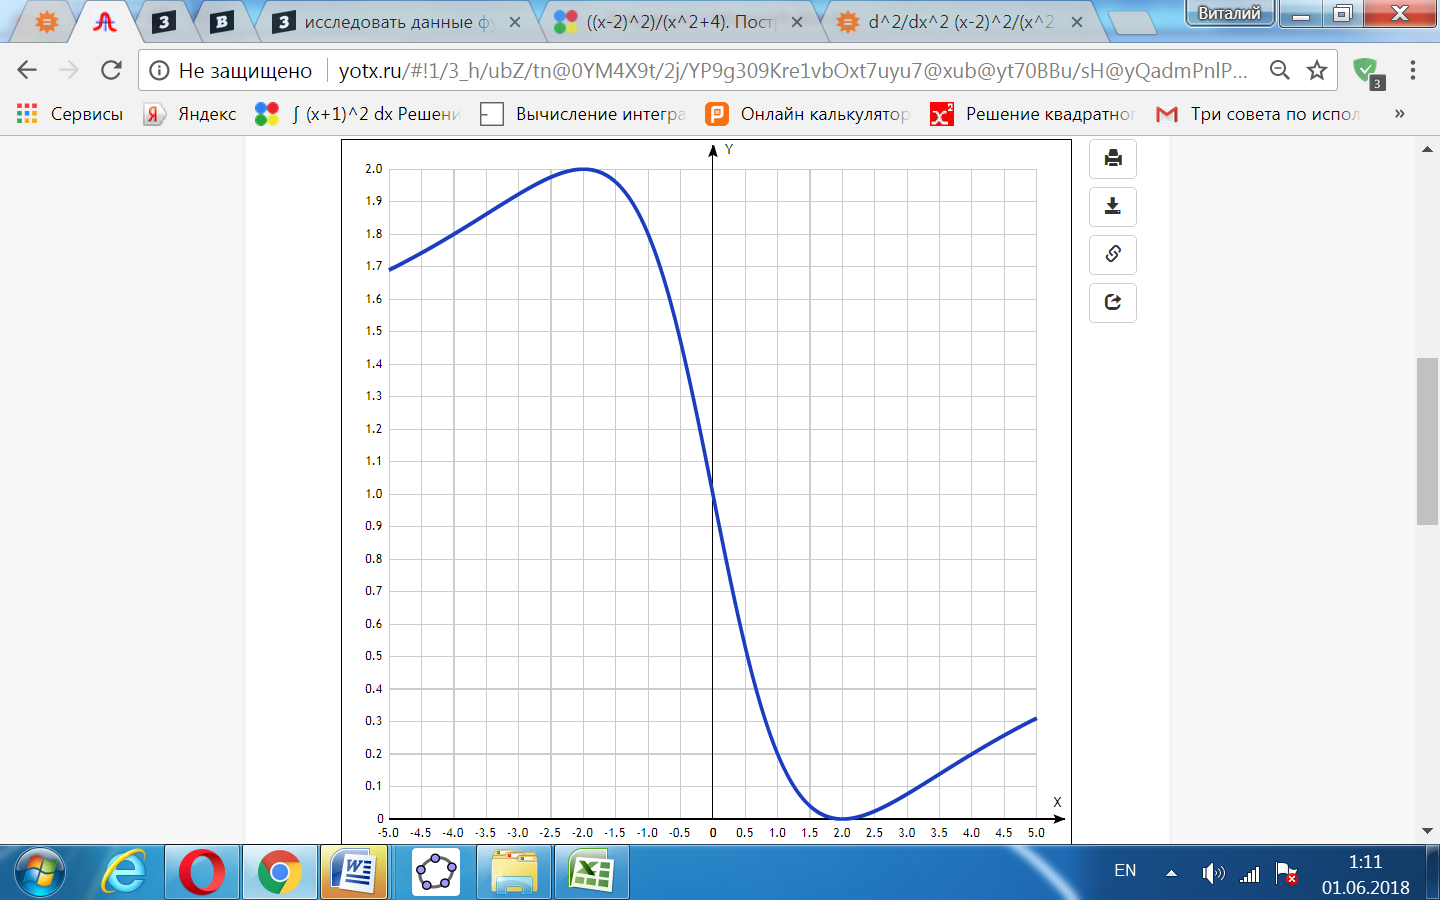 З
В
З исследовать данные фу
((x-2)^2)/(x^2+4). Пост
d^2/dx^2 (x-2)^2/(x^2
Виталий
Не защищено
yotx.ru/#!1/3_h/ubZ/tn@0YM4X9t/2j/YP9g309Kre1vbOxt7uyu7@xub@yt70BBu/sH@yQadmPnIP...
3
Сервисы
Яндекс
∫ (x+1)^2 dx Решени
Вычисление интегра
Онлайн калькулятор
Решение квадратног
Три совета по испол
»
Y
2.0
1.9
1.8
1.7
1.6
1.5
1.4
1.3
1.2
1.1
1.0
0.9
0.8
0.7
0.6
0.5
0.4
0.3
0.2
0.1
0
X
-5.0 -4.5 -4.0 -3.5 -3.0 -2.5 -2.0 -1.5 -1.0 -0.5 0 0.5 1.0 1.5 2.0 2.5 3.0 3.5 4.0 4.5 5.0
EN
1:11
01.06.2018